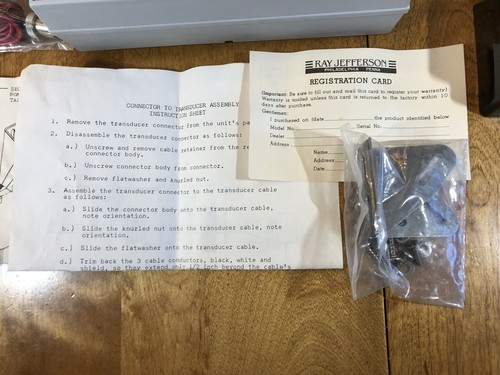 CONNECTOR TO TRANSDUCER ASSEMBLY
INSTRUCTION SHEET
1. Remove the transducer connector from the unit's
2. Disassemble the transducer connector as follows:
a.) Unscrew and remove cable retainer from the
connector body.
b.) Unscrew connector body from connector.
c.) Remove flatwasher and knurled nut.
3. Assemble the transducer connector to the transducer cable
as follows:
a.) Slide the connector body onto the transducer cable,
note orientation.
b.) Slide the knurled nut onto the transducer cable, note
orientation.
c.) Slide the flatwasher onto the transducer cable.
d.) Trim back the 3 cable conductors, black, white and
shield, so they extend only 1/2 inch beyond the cable's
RAY JEFFERSON
PHILADELPHIA PENNA
REGISTRATION CARD
(Important: Be sure to fill out and mail this card to register your warranty)
Warranty is voided unless this card is returned to the factory within 10
days after purchase.
Gentlemen:
I purchased on (date the product identified below
Model No. Serial No.
Dealer
Address
Name
Address
Date